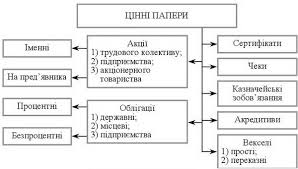 ЦІННІ ПАПЕРИ
Іменні
На пред’явника
Акції
1) трудового колективу;
2) підприємства;
3) акціонерного
товариства
Процентні
Безпроцентні
Облігації
1) державні;
2) місцеві;
3) підприємства
Сертифікати
Чеки
Казначейські
зобов’язання
Акредитиви
Векселі
1) прості;
2) переказні